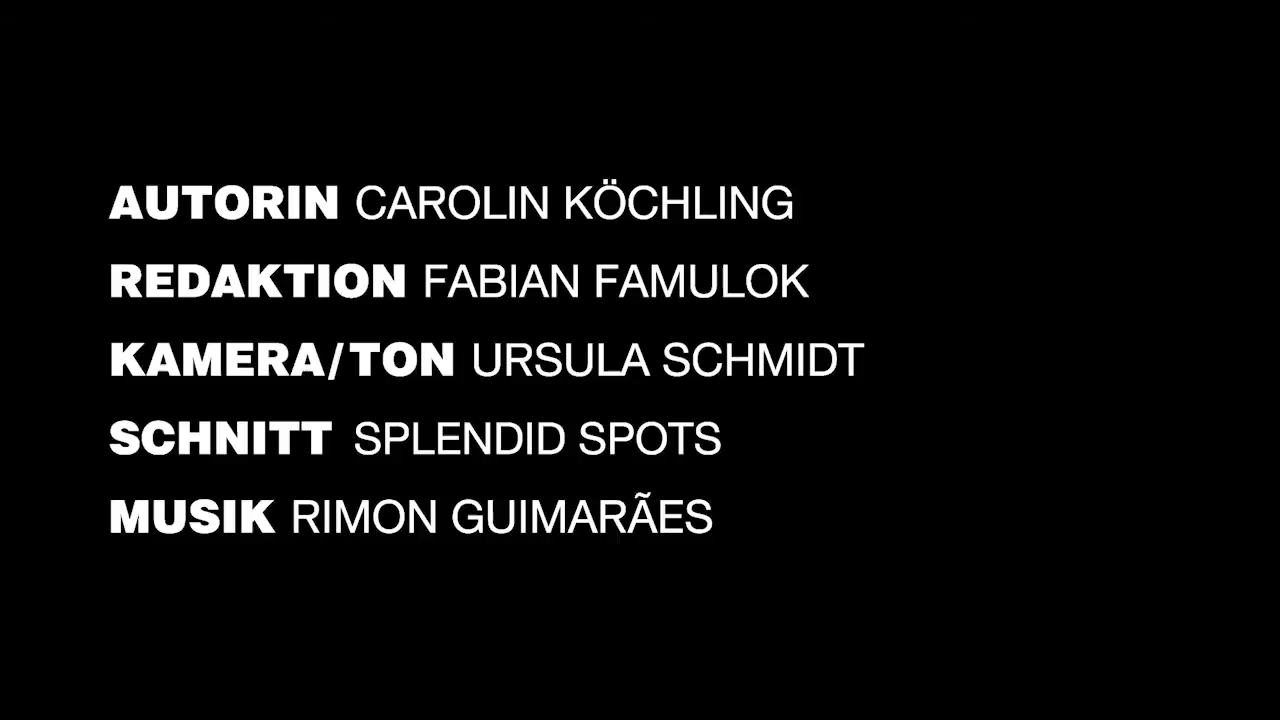 AUTORIN CAROLIN KÖCHLING
REDAKTION FABIAN FAMULOK
KAMERA/TON URSULA SCHMIDT
SCHNITT SPLENDID SPOTS
MUSIK RIMON GUIMARÃES